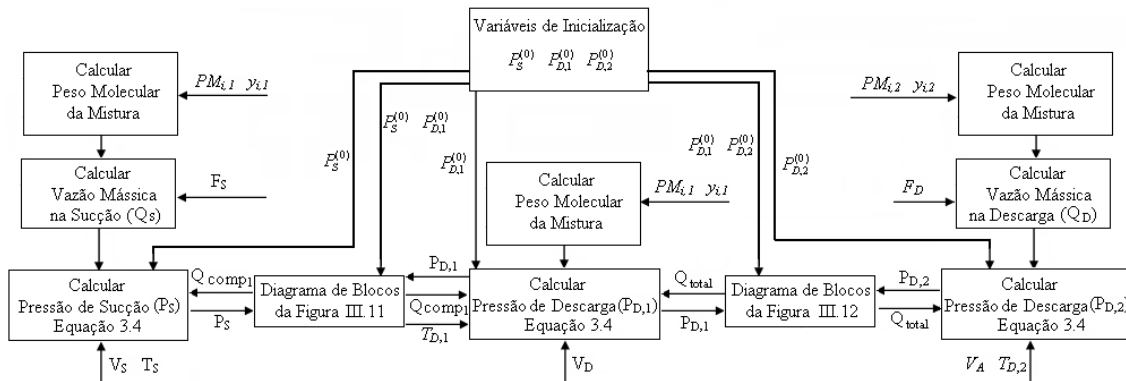 Variáveis de Inicialização
P_S^(0) P_D,1^(0) P_D,2^(0)
Calcular
Peso Molecular
da Mistura
PM_i,1 y_i,1
PM_i,2 y_i,2
Calcular
Peso Molecular
da Mistura
P_S^(0)
P_S^(0) P_D,1^(0)
P_D,1^(0)
P_D,1^(0) P_D,2^(0)
P_D,2^(0)
Calcular
Vazão Mássica
na Sucção (Qs)
F_S
Calcular
Peso Molecular
da Mistura
PM_i,1 y_i,1
F_D
Calcular
Vazão Mássica
na Descarga (Q_D)
Calcular
Pressão de Sucção (P_S)
Equação 3.4
Q_comp1
P_S
Diagrama de Blocos
da Figura III.11
P_D,1
Q_comp1
T_D,1
Calcular
Pressão de Descarga (P_D,1)
Equação 3.4
Q_total
P_D,1
Diagrama de Blocos
da Figura III.12
P_D,2
Q_total
Calcular
Pressão de Descarga (P_D,2)
Equação 3.4
V_S T_S
V_D
V_A T_D,2